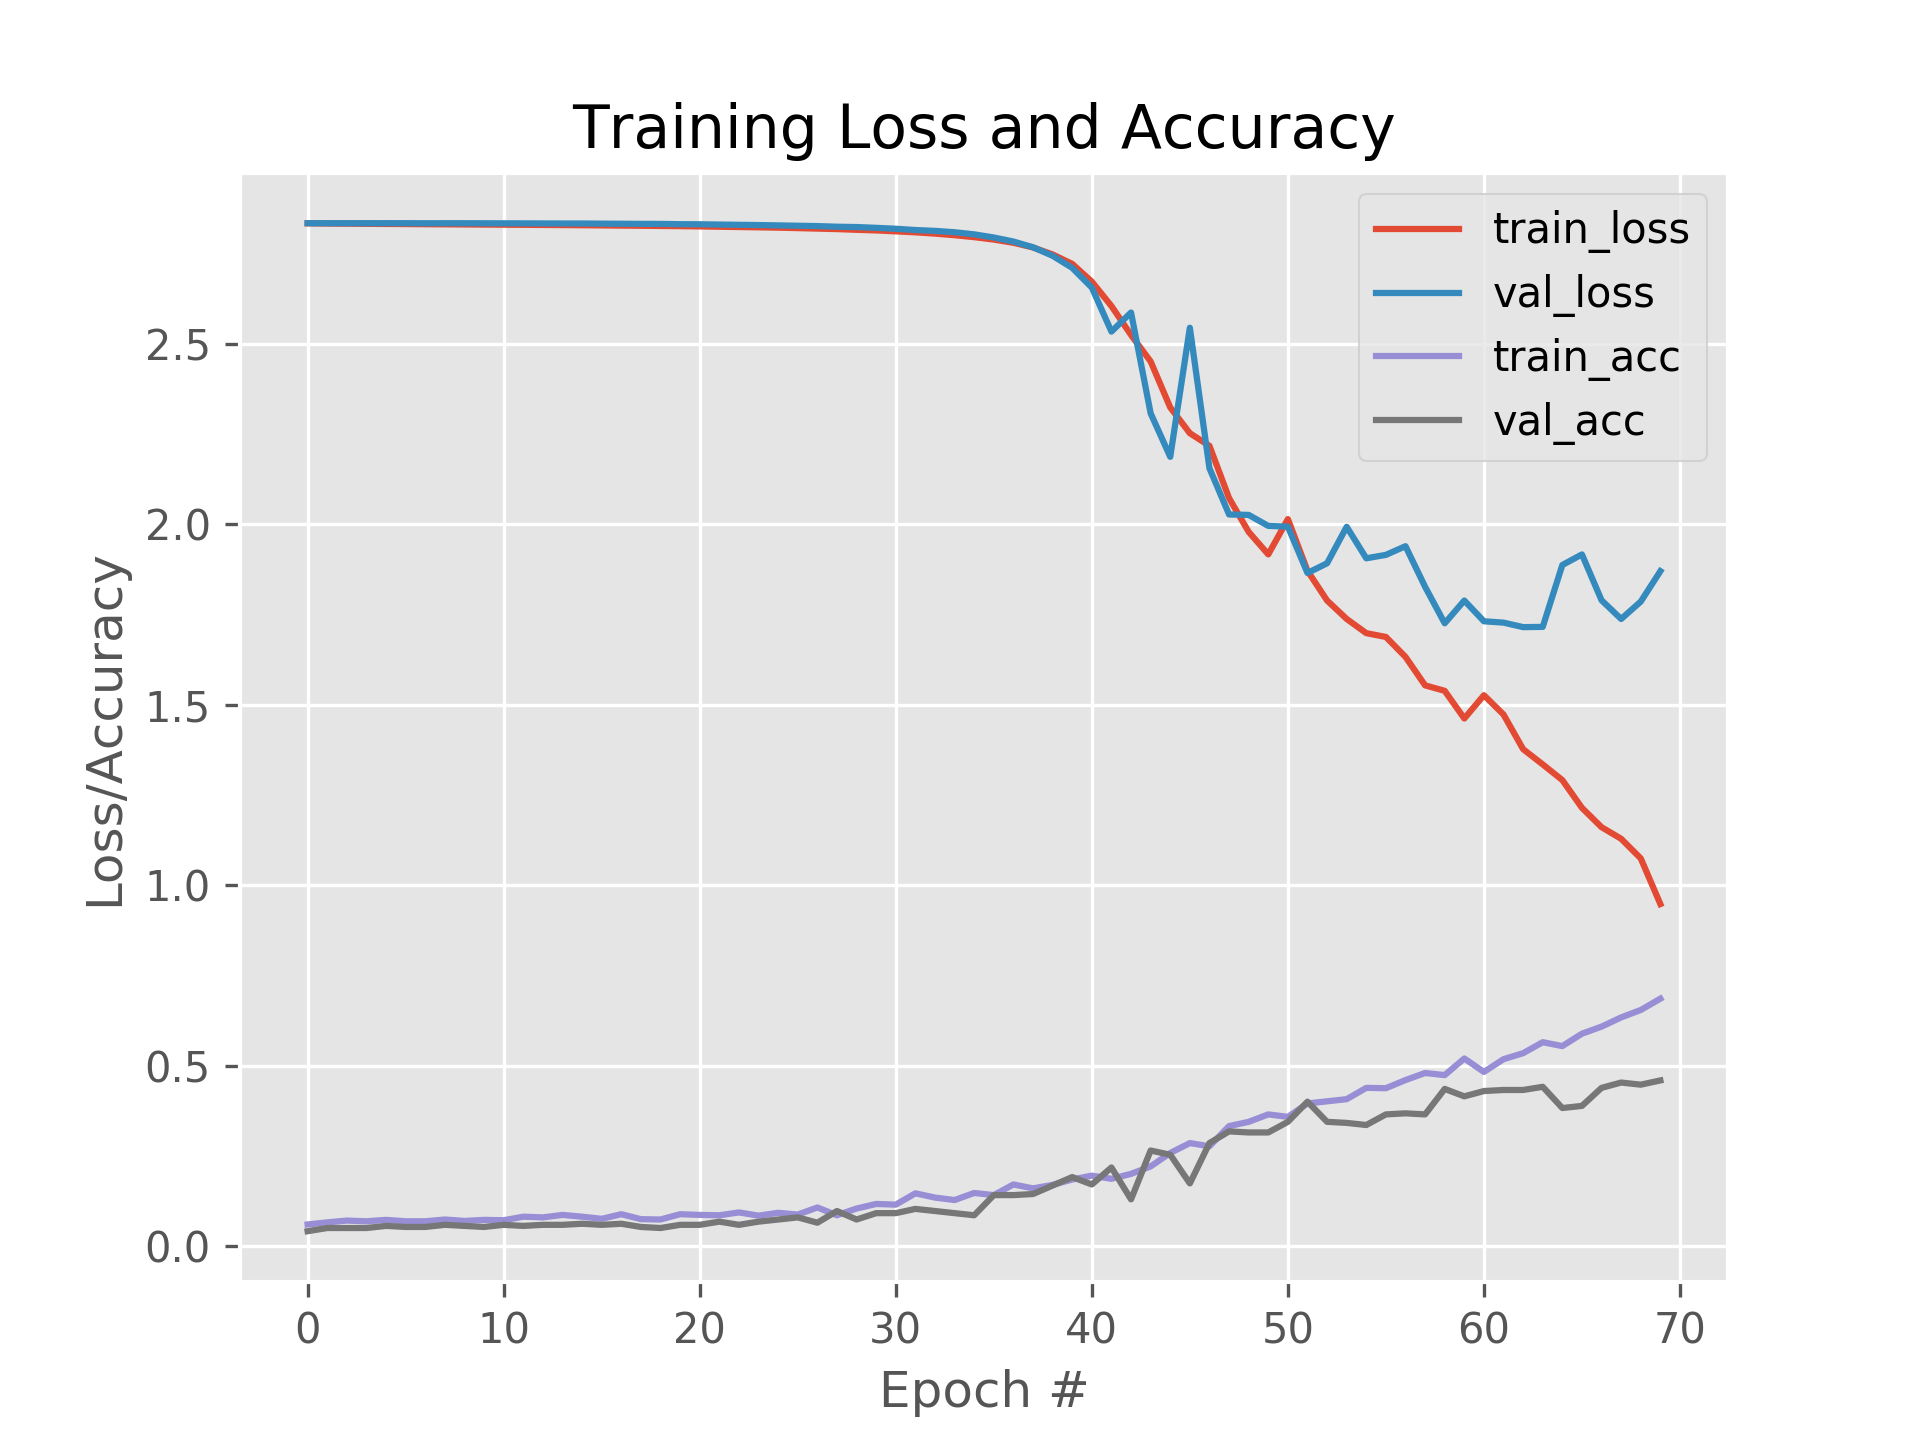 Training Loss and Accuracy
train_loss
val_loss
train_acc
val_acc
Loss/Accuracy
2.5
2.0
1.5
1.0
0.5
0.0
0 10 20 30 40 50 60 70
Epoch #